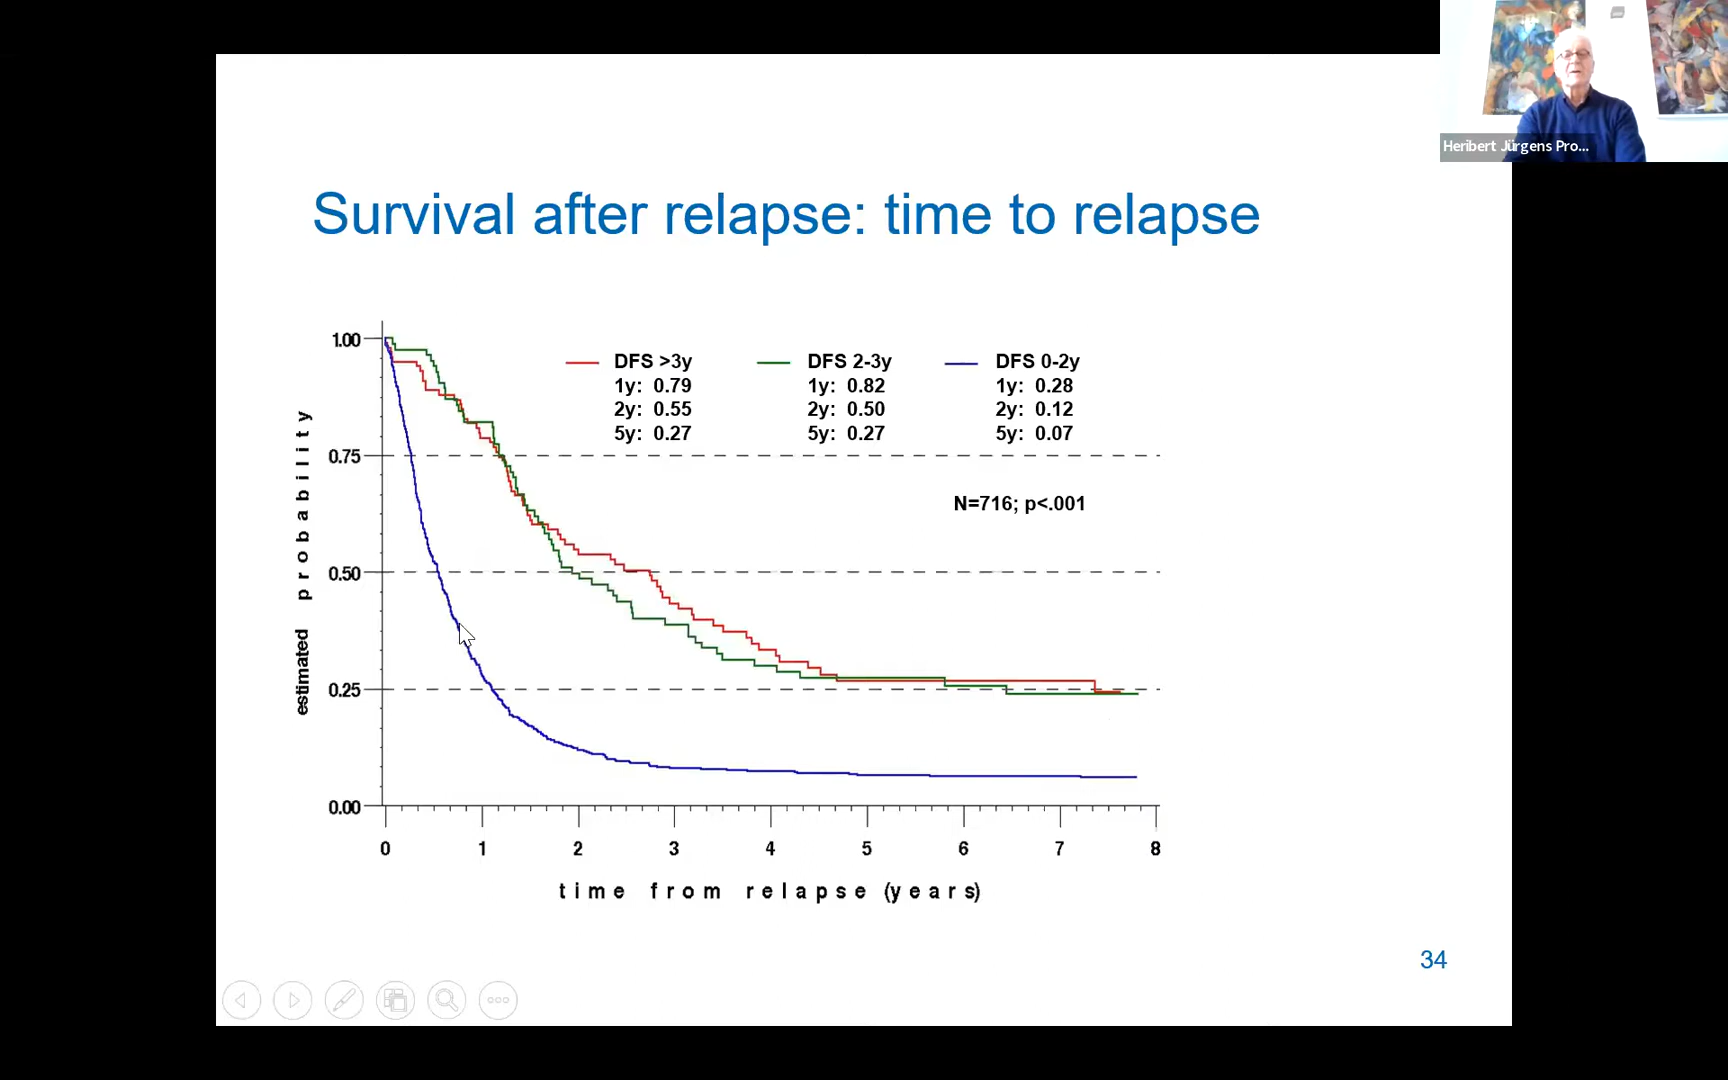 Heribert Jürgens Pro...
Survival after relapse: time to relapse
DFS >3y
1y: 0.79
2y: 0.55
5y: 0.27
DFS 2-3y
1y: 0.82
2y: 0.50
5y: 0.27
DFS 0-2y
1y: 0.28
2y: 0.12
5y: 0.07
N=716; p<.001
estimated probability
1.00
0.75
0.50
0.25
0.00
0 1 2 3 4 5 6 7 8
time from relapse (years)
34